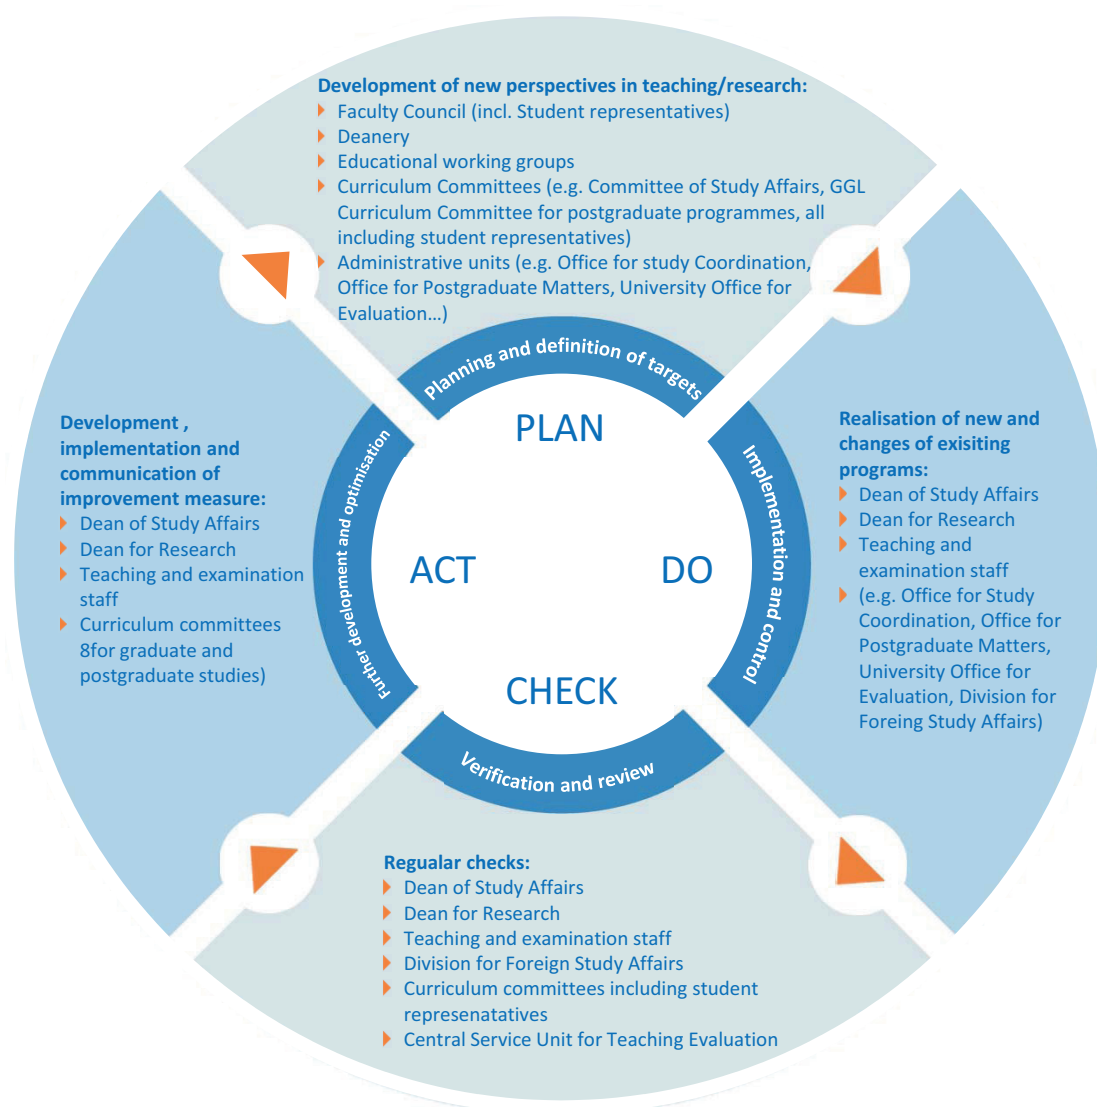 Development of new perspectives in teaching/research:
Faculty Council (incl. Student representatives)
Deanery
Educational working groups
Curriculum Committees (e.g. Committee of Study Affairs, GGL
Curriculum Committee for postgraduate programmes, all
including student representatives)
Administrative units (e.g. Office for study Coordination,
Office for Postgraduate Matters, University Office for
Evaluation…)
Planning and definition of targets
PLAN
Development ,
implementation and
communication of
improvement measure:
Dean of Study Affairs
Dean for Research
Teaching and examination
staff
Curriculum committees
8for graduate and
postgraduate studies)
Further development and optimisation
ACT
DO
Implementation and control
Realisation of new and
changes of exisiting
programs:
Dean of Study Affairs
Dean for Research
Teaching and
examination staff
(e.g. Office for Study
Coordination, Office for
Postgraduate Matters,
University Office for
Evaluation, Division for
Foreing Study Affairs)
CHECK
Verification and review
Regualar checks:
Dean of Study Affairs
Dean for Research
Teaching and examination staff
Division for Foreign Study Affairs
Curriculum committees including student
represenatatives
Central Service Unit for Teaching Evaluation